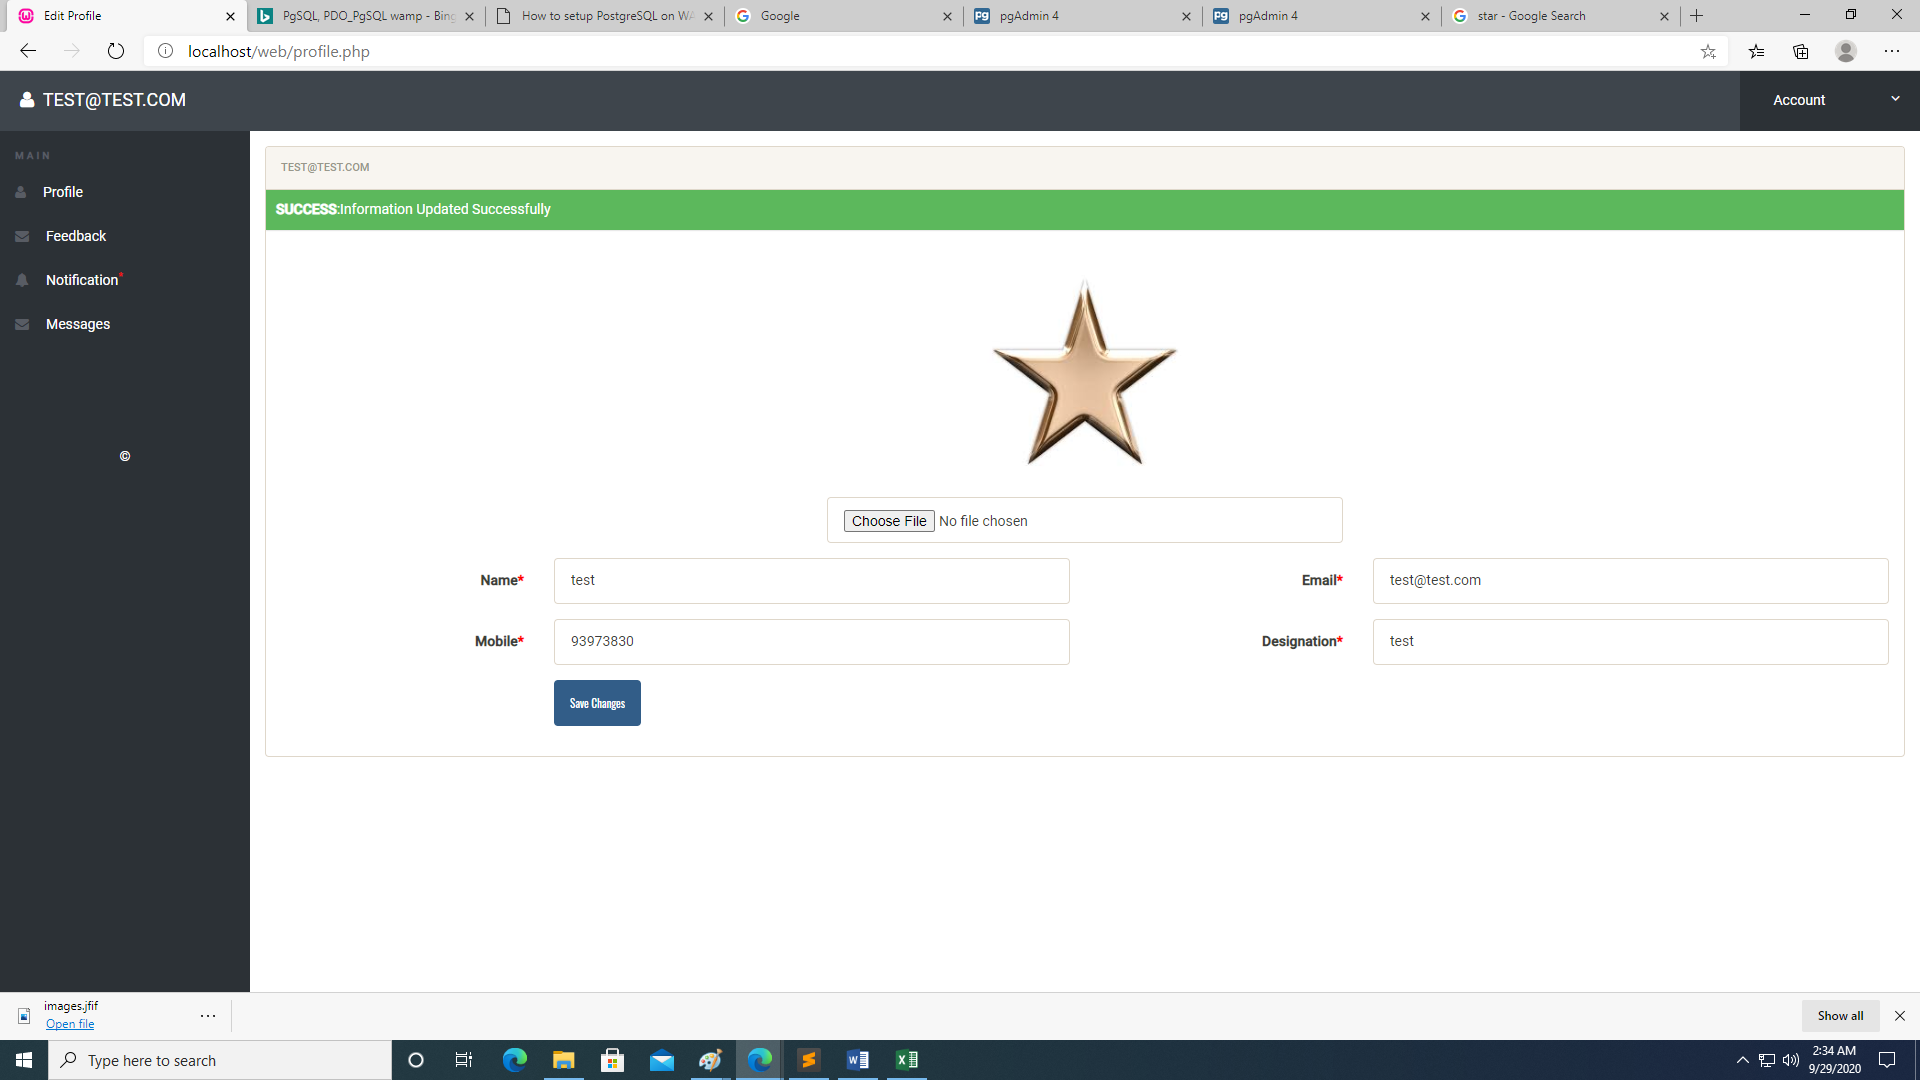 Edit Profile
PgSQL, PDO_PgSQL wamp - Bing
How to setup PostgreSQL on WA
Google
pgAdmin 4
pgAdmin 4
star - Google Search
localhost/web/profile.php
TEST@TEST.COM
Account
MAIN
Profile
Feedback
Notification*
Messages
©
TEST@TEST.COM
SUCCESS:Information Updated Successfully
Choose File No file chosen
Name* test
Email* test@test.com
Mobile* 93973830
Designation* test
Save Changes
images.jfif
Open file
Show all
Type here to search
2:34 AM
9/29/2020